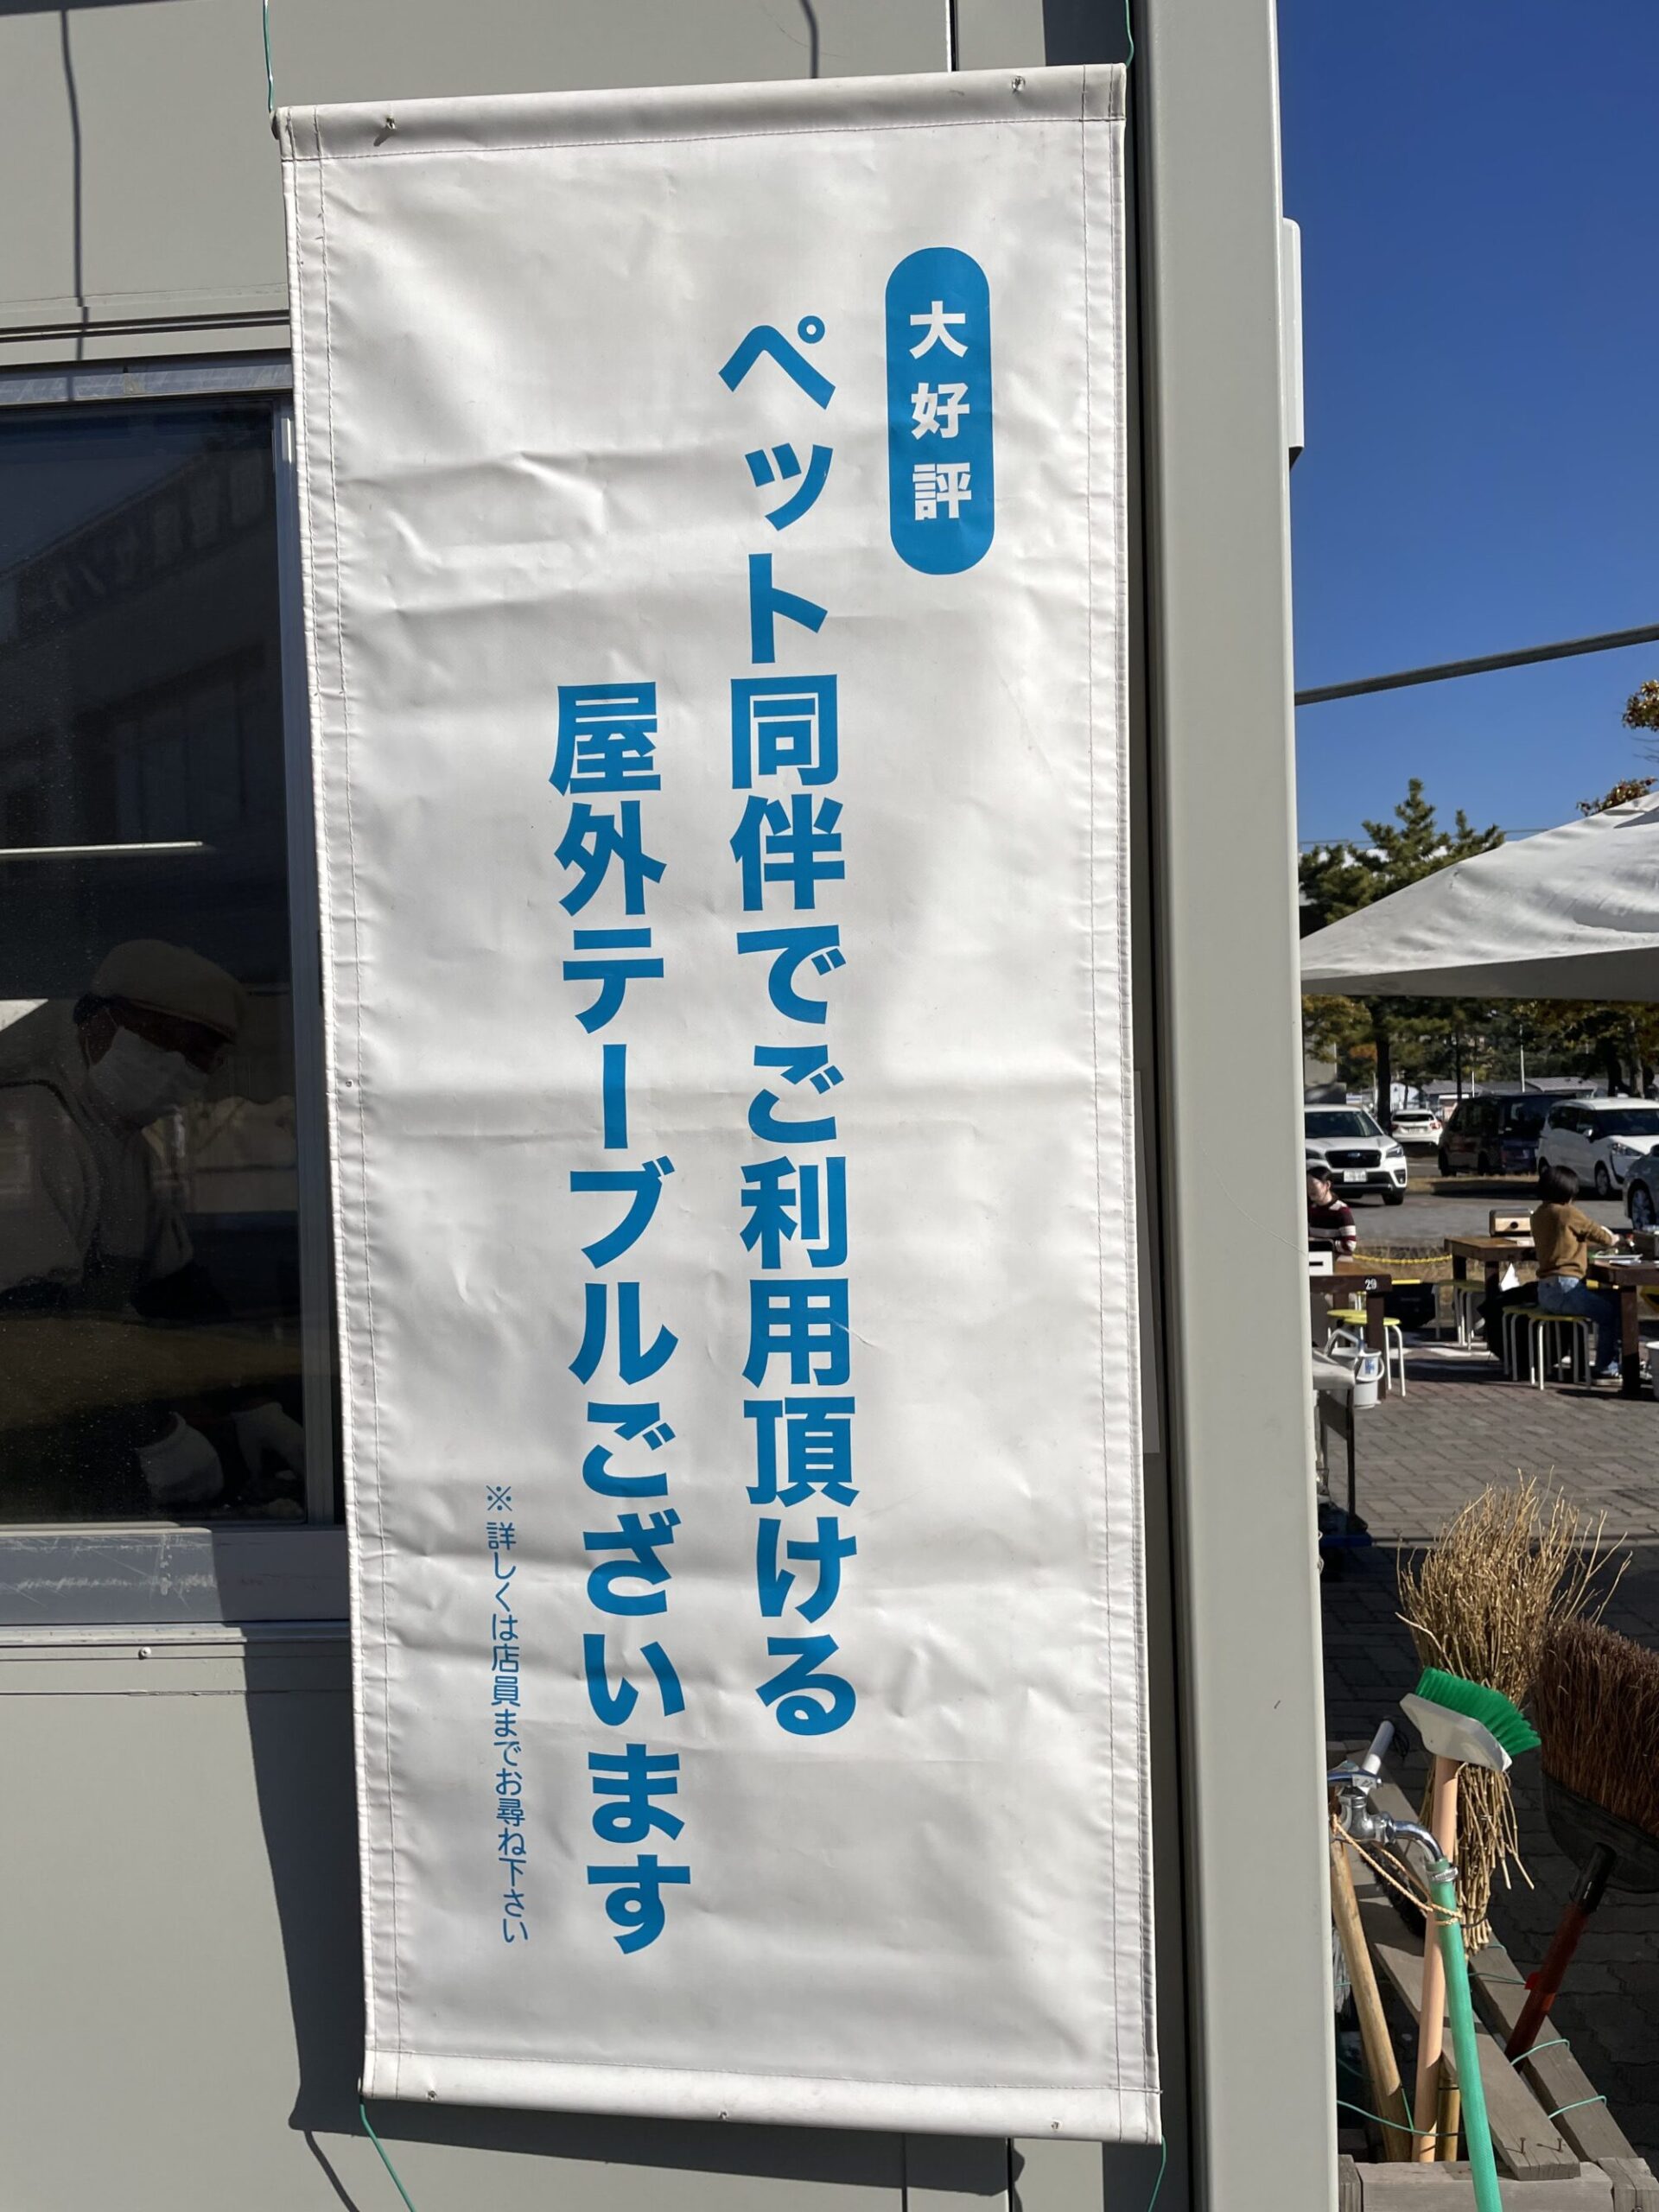 大好評
ペット同伴でご利用頂ける
屋外テーブルございます
※詳しくは店員までお尋ね下さい
29